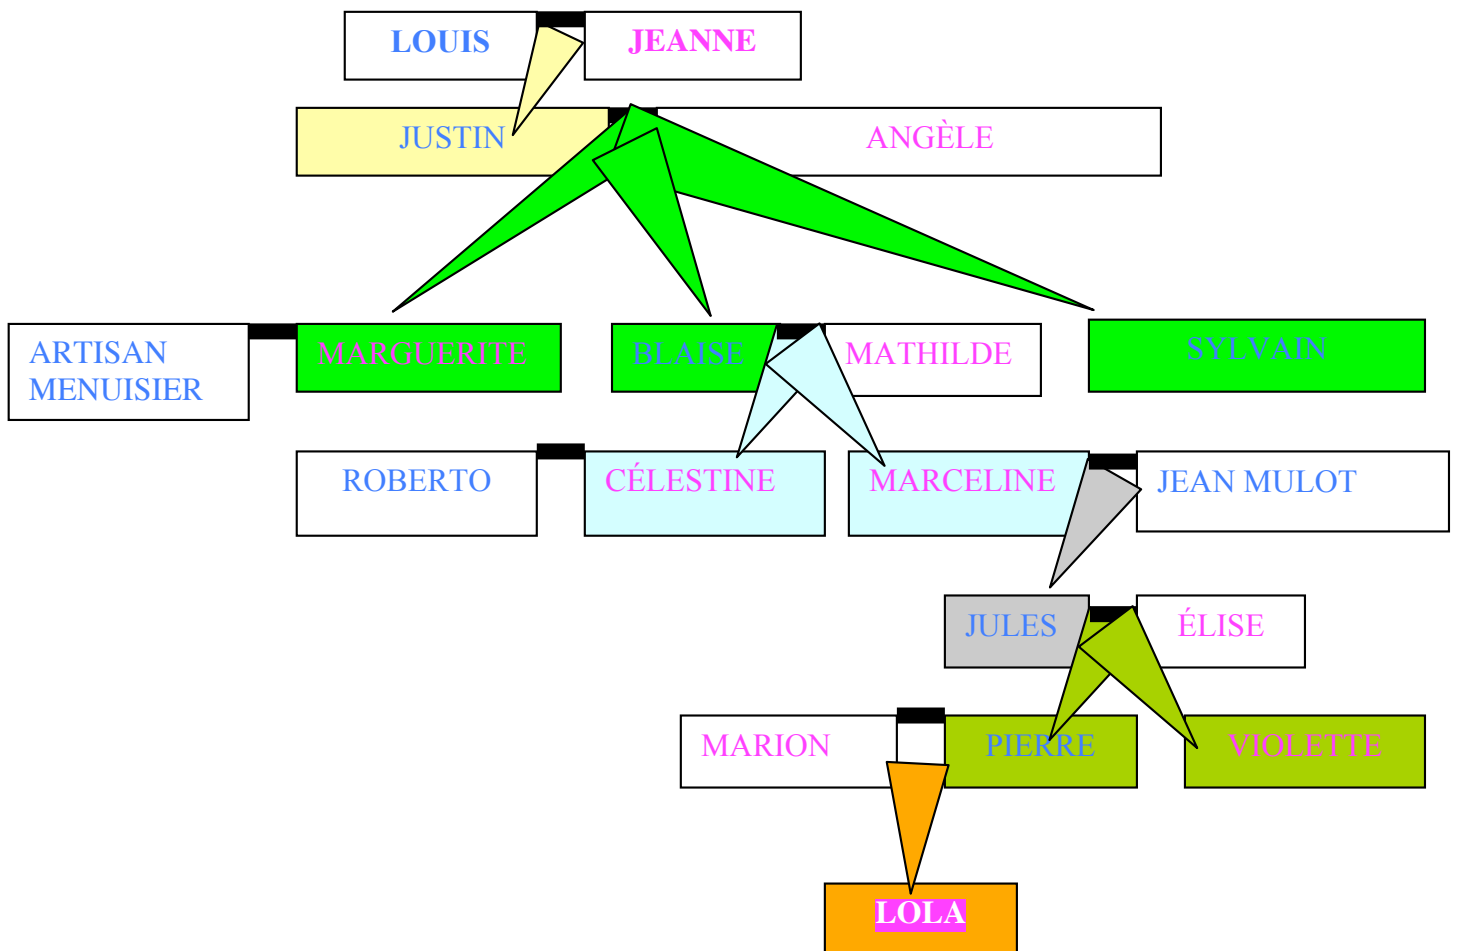 LOUIS
JEANNE
JUSTIN
ANGÈLE
ARTISAN
MENUISIER
MARGUERITE
BLAISE
MATHILDE
SYLVAIN
ROBERTO
CÉLESTINE
MARCELINE
JEAN MULOT
JULES
ÉLISE
MARION
PIERRE
VIOLETTE
LOLA